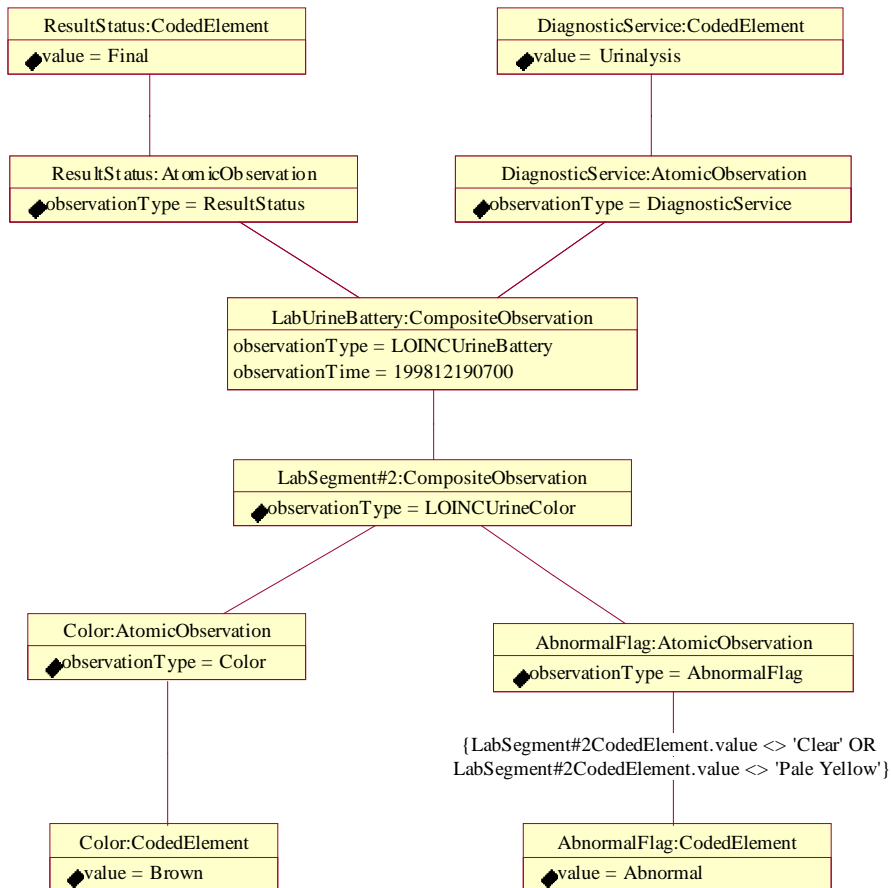 ResultStatus:CodedElement
value = Final
DiagnosticService:CodedElement
value = Urinalysis
ResultStatus:AtomicObservation
observationType = ResultStatus
DiagnosticService:AtomicObservation
observationType = DiagnosticService
LabUrineBattery:CompositeObservation
observationType = LOINCUrineBattery
observationTime = 199812190700
LabSegment#2:CompositeObservation
observationType = LOINCUrineColor
Color:AtomicObservation
observationType = Color
AbnormalFlag:AtomicObservation
observationType = AbnormalFlag
{LabSegment#2CodedElement.value <> 'Clear' OR
LabSegment#2CodedElement.value <> 'Pale Yellow'}
Color:CodedElement
value = Brown
AbnormalFlag:CodedElement
value = Abnormal